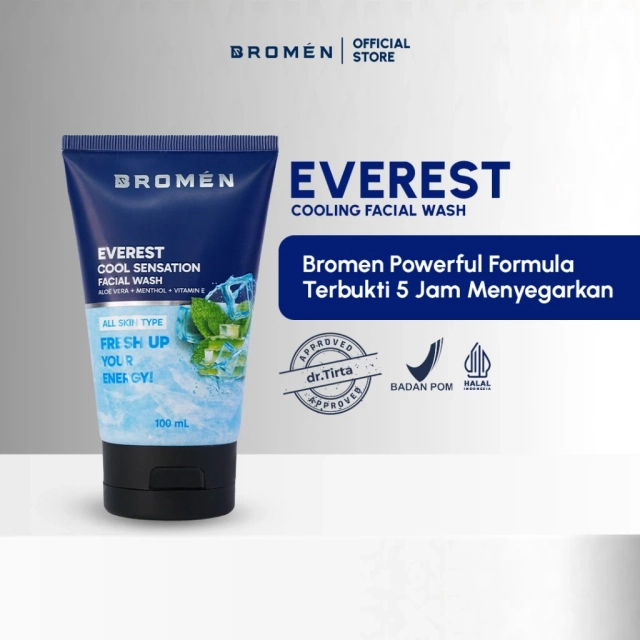 BROMÉN
OFFICIAL
STORE
BROMÉN
EVEREST
COOL SENSATION
FACIAL WASH
ALOE VERA + MENTHOL + VITAMIN E
ALL SKIN TYPE
FRESH UP
YOUR
ENERGY!
100 mL
EVEREST
COOLING FACIAL WASH
Bromen Powerful Formula
Terbukti 5 Jam Menyegarkan
APPROVED
dr.Tirta
APPROVED
BADAN POM
HALAL
INDONESIA